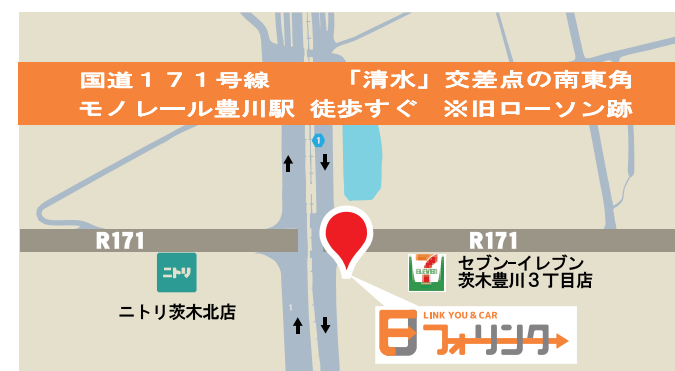 国道１７１号線　「清水」交差点の南東角
モノレール豊川駅 徒歩すぐ　※旧ローソン跡
1
R171
R171
ニトリ
ニトリ茨木北店
7
ELEVEN
セブン-イレブン
茨木豊川３丁目店
1
LINK YOU & CAR
フォーリンク